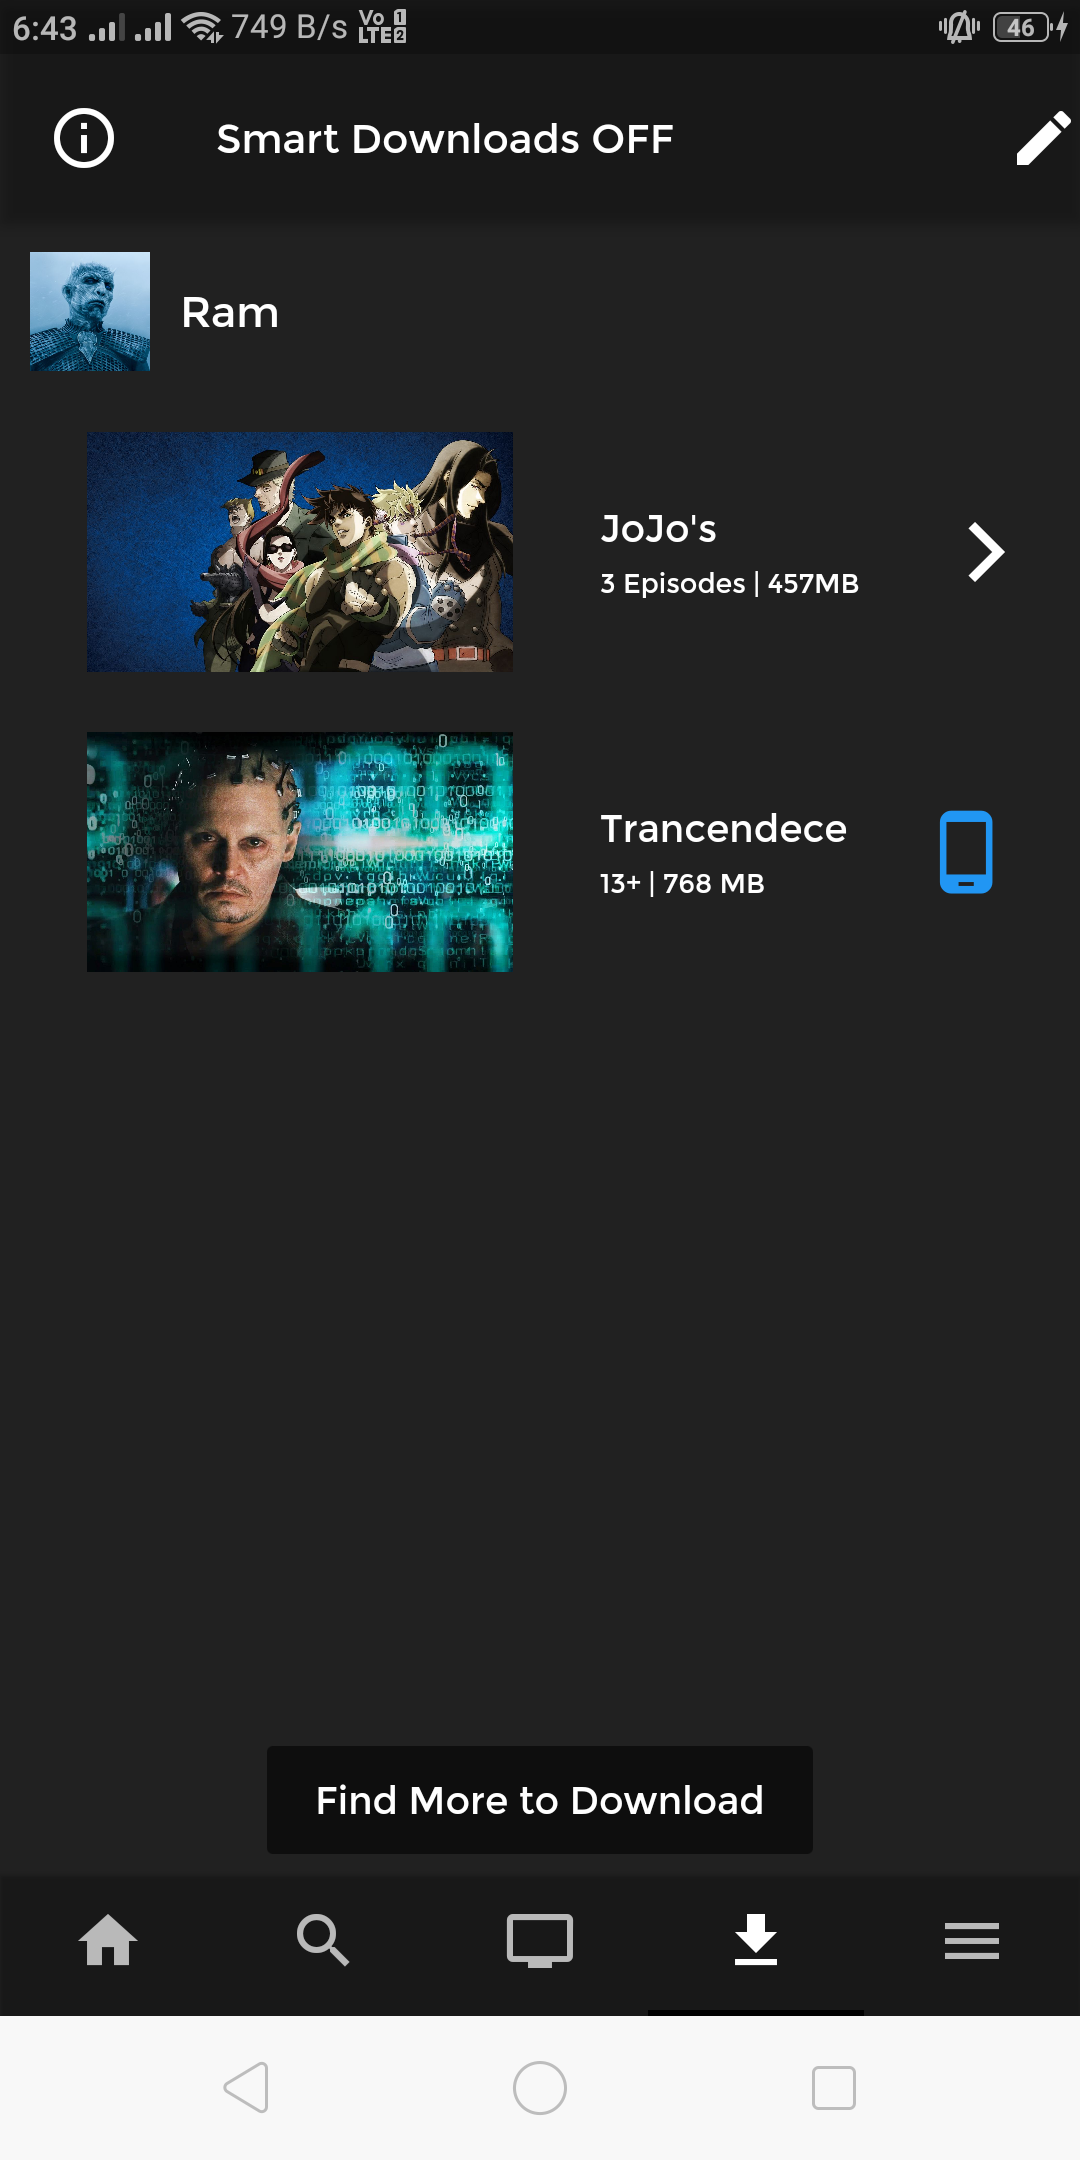 6:43 749 B/s Vo LTE 1 2 46
Smart Downloads OFF
Ram
JoJo's
3 Episodes | 457MB
Trancendece
13+ | 768 MB
Find More to Download